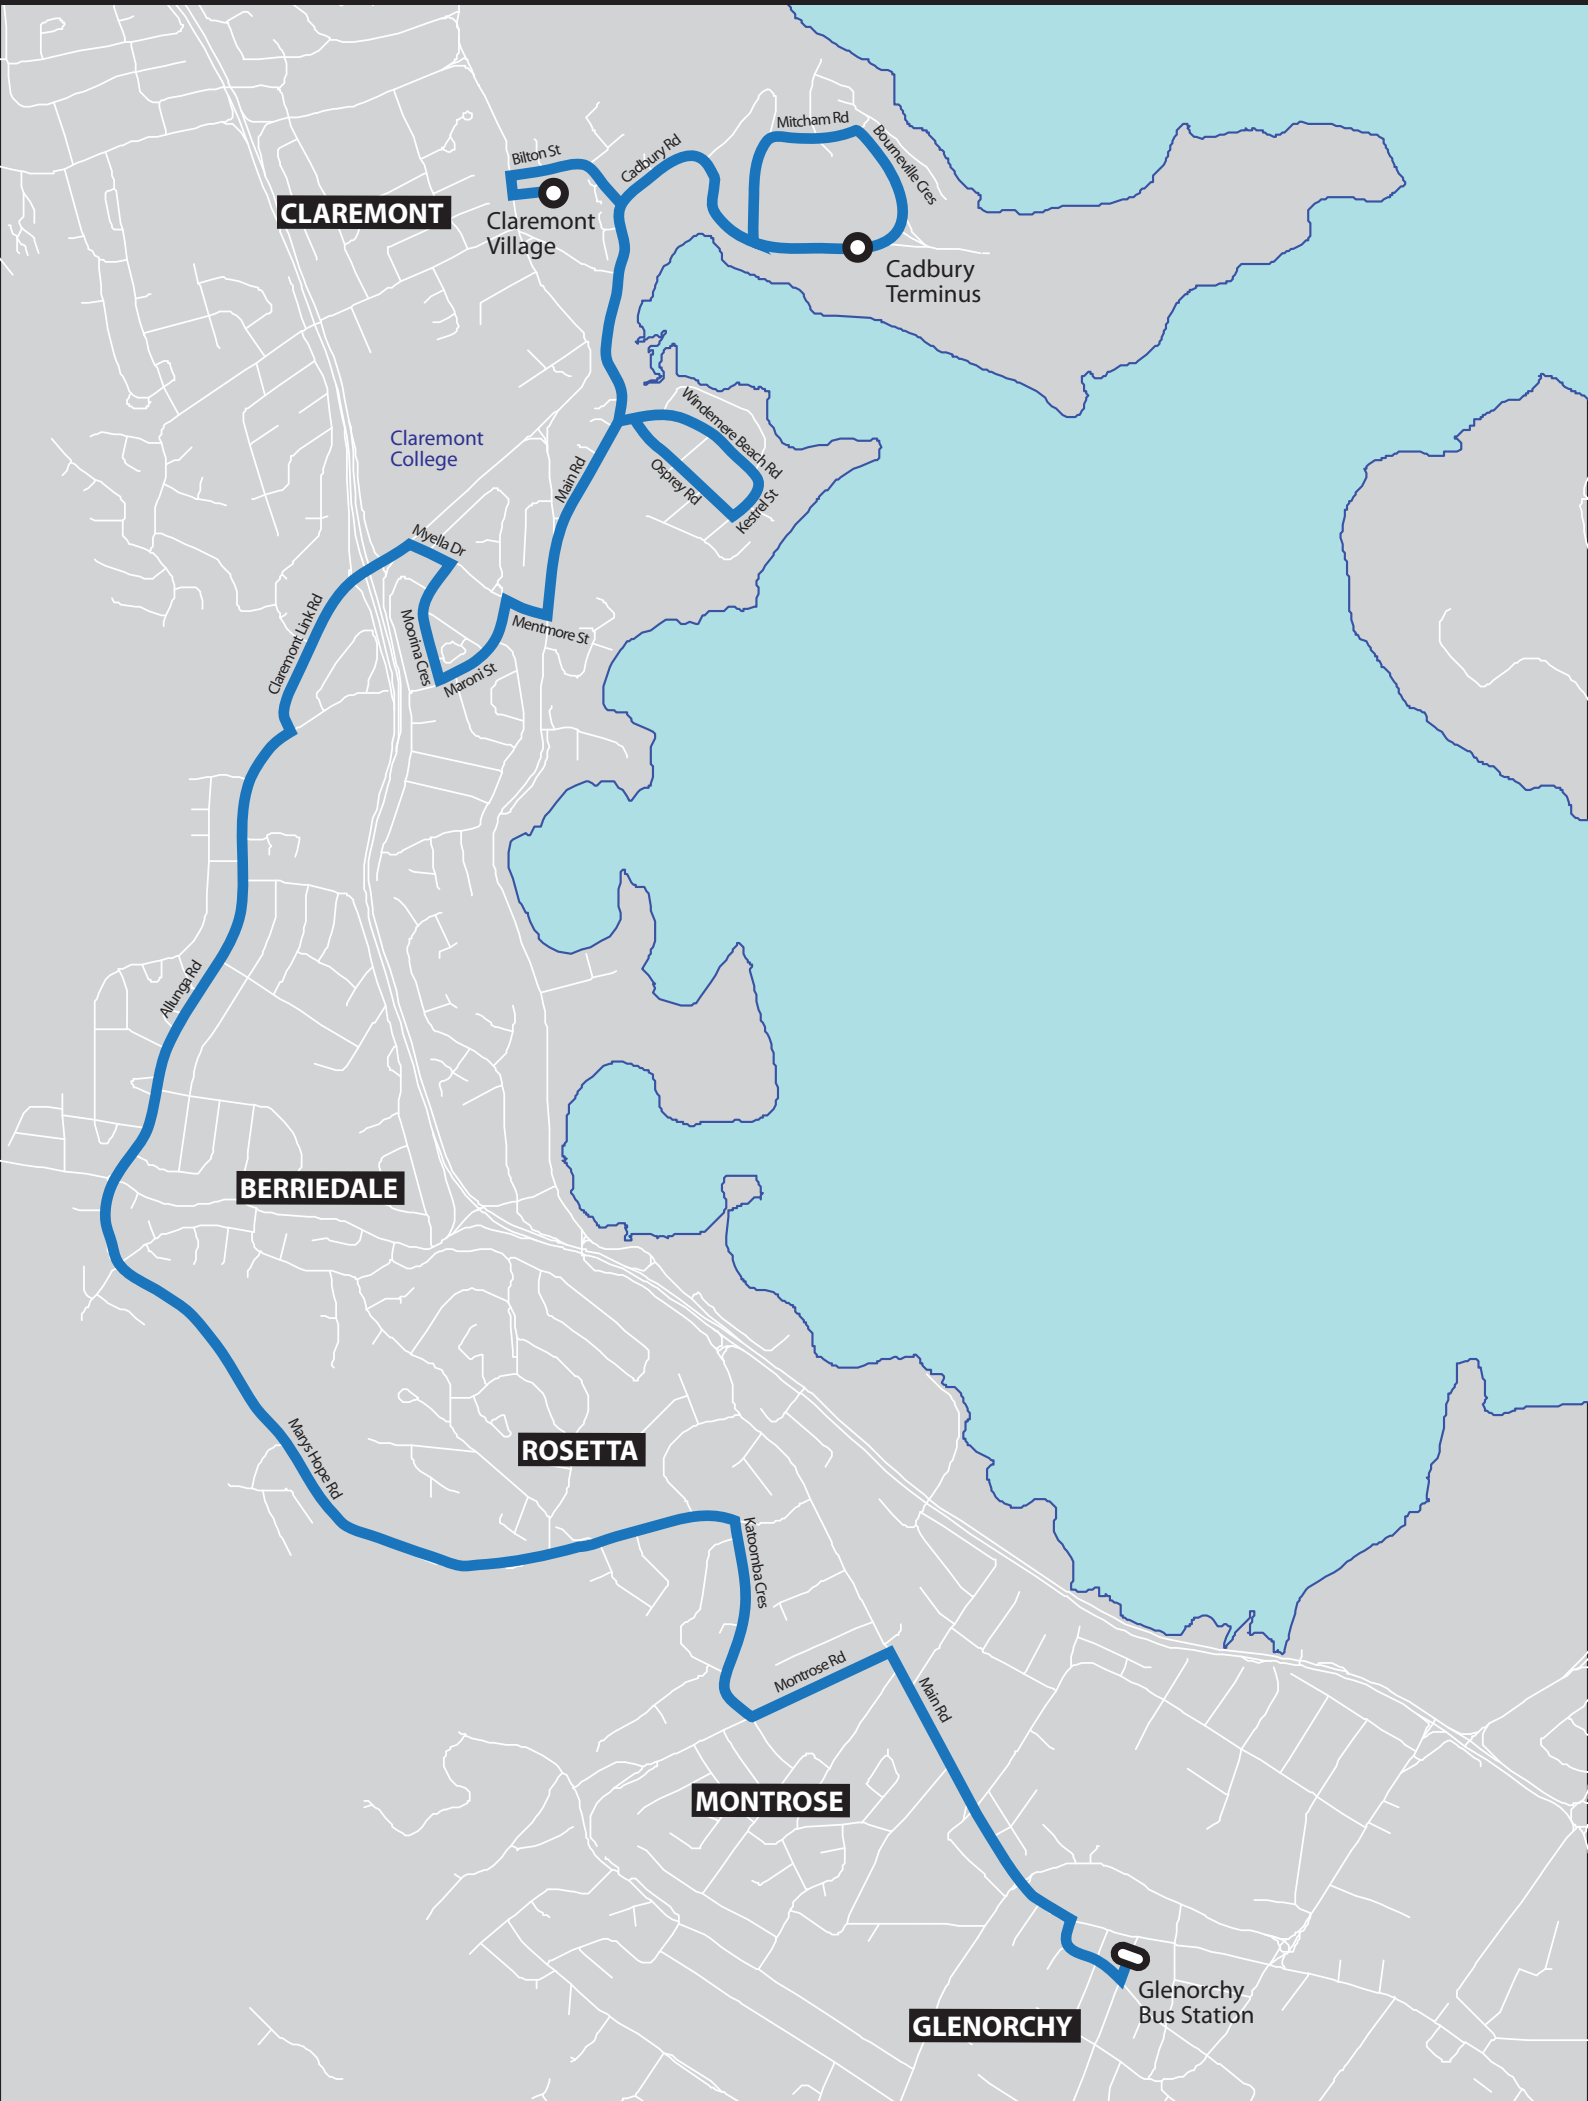 Mitcham Rd
Bourneville Cres
Cadbury Rd
Bilton St
CLAREMONT
Claremont
Village
Cadbury
Terminus
Windemere Beach Rd
Claremont
College
Main Rd
Osprey Rd
Kestrel St
Myella Dr
Claremont Link Rd
Moorina Cres
Mentmore St
Maroni St
Allunga Rd
BERRIEDALE
Marys Hope Rd
ROSETTA
Katoomba Cres
Montrose Rd
Main Rd
MONTROSE
Glenorchy
Bus Station
GLENORCHY